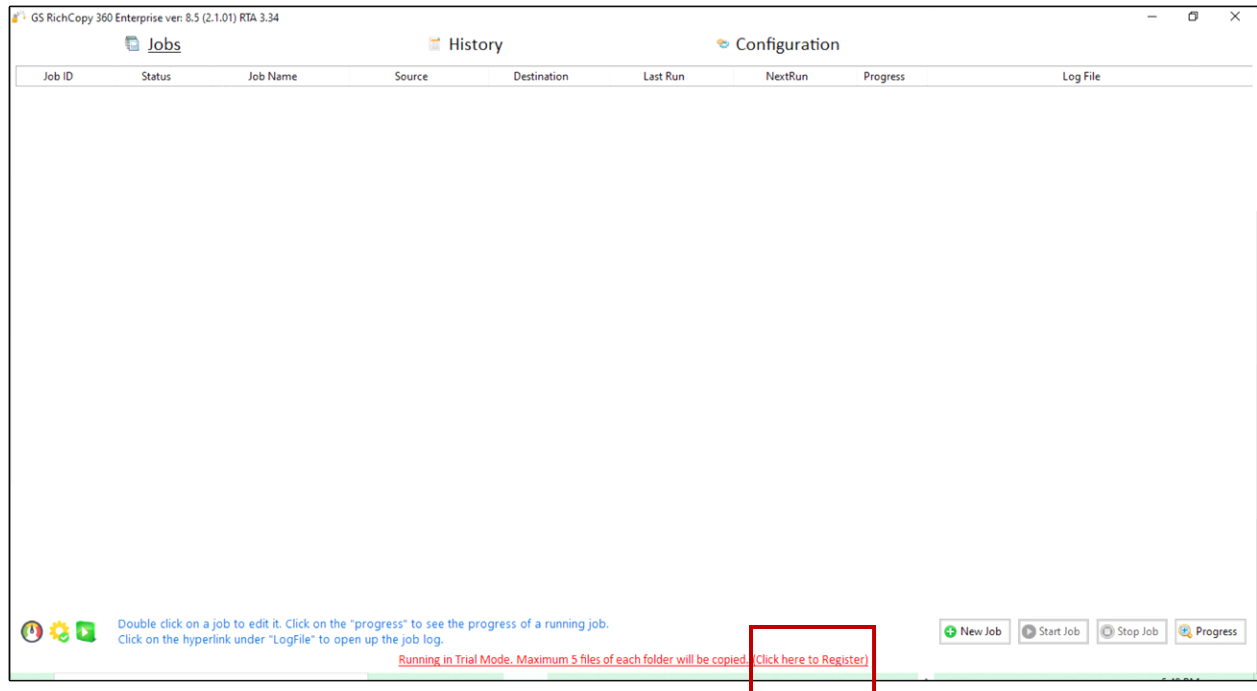 GS RichCopy 360 Enterprise ver: 8.5 (2.1.01) RTA 3.34
Jobs History Configuration
Job ID Status Job Name Source Destination Last Run NextRun Progress Log File
Double click on a job to edit it. Click on the "progress" to see the progress of a running job.
Click on the hyperlink under "LogFile" to open up the job log.
New Job Start Job Stop Job Progress
Running in Trial Mode. Maximum 5 files of each folder will be copied. (Click here to Register)